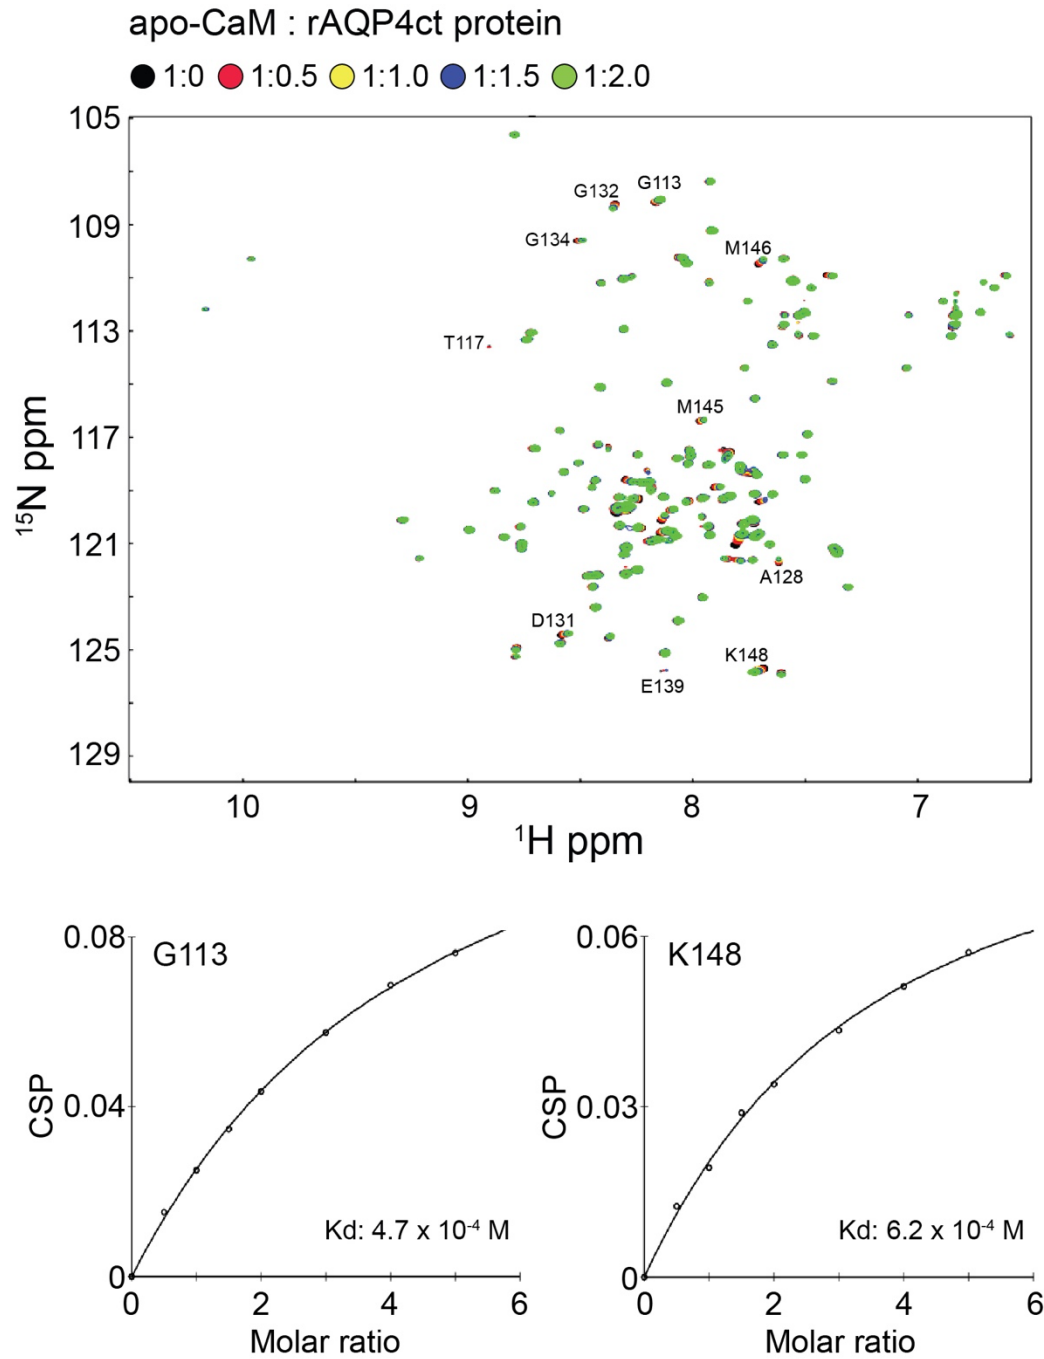 apo-CaM : rAQP4ct protein
1:0 1:0.5 1:1.0 1:1.5 1:2.0
105
109
113
117
121
125
129
15N ppm
G132 G113
G134
M146
T117
M145
A128
D131
K148
E139
10 9 8 7
1H ppm
0.08
0.04
0
CSP
G113
Kd: 4.7 x 10-4 M
0 2 4 6
Molar ratio
0.06
0.03
0
CSP
K148
Kd: 6.2 x 10-4 M
0 2 4 6
Molar ratio